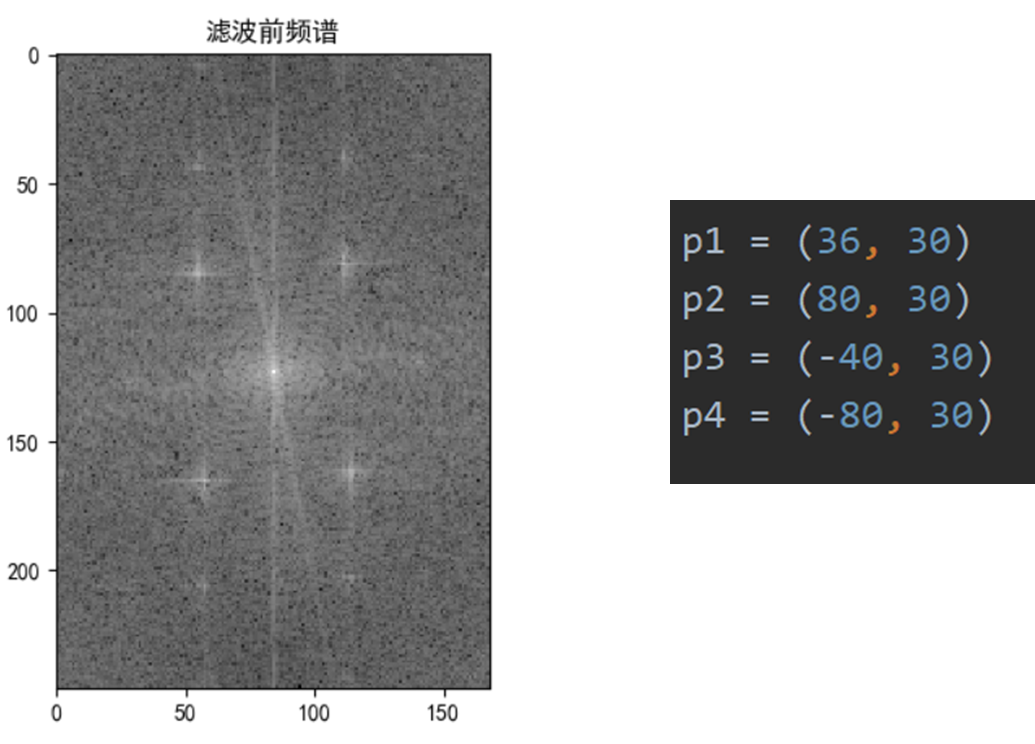 滤波前频谱
0
50
100
150
200
0 50 100 150
p1 = (36, 30)
p2 = (80, 30)
p3 = (-40, 30)
p4 = (-80, 30)